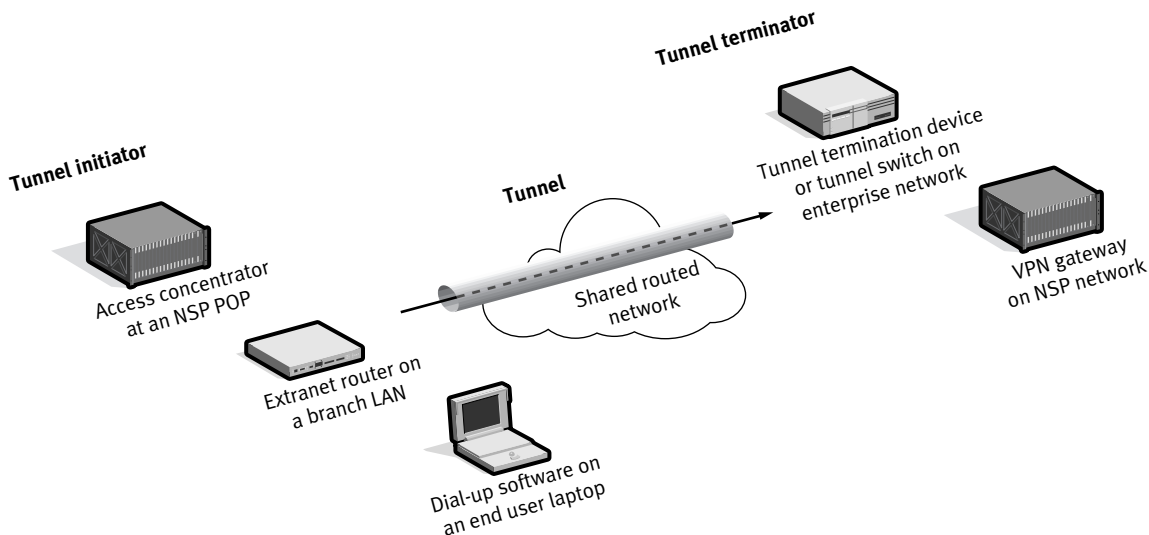 Tunnel initiator
Access concentrator
at an NSP POP
Extranet router on
a branch LAN
Dial-up software on
an end user laptop
Tunnel
Shared routed
network
Tunnel terminator
Tunnel termination device
or tunnel switch on
enterprise network
VPN gateway
on NSP network